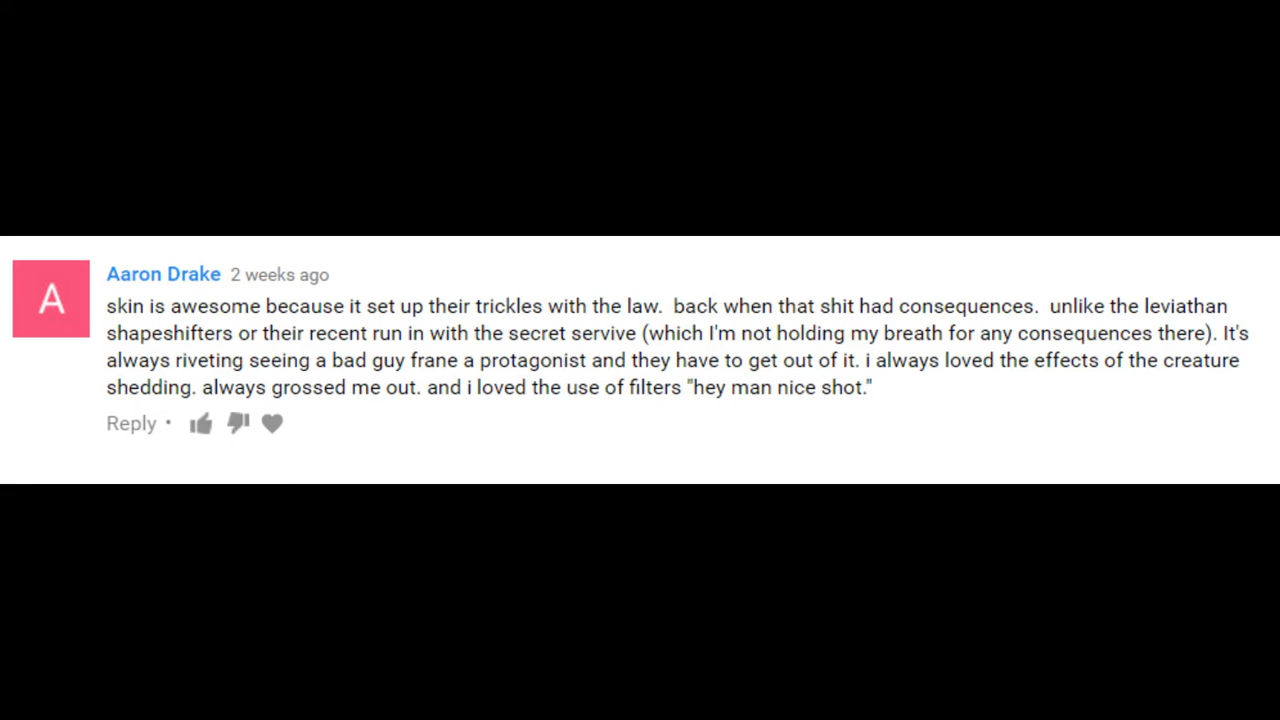 A
Aaron Drake 2 weeks ago
skin is awesome because it set up their trickles with the law.  back when that shit had consequences.  unlike the leviathan
shapeshifters or their recent run in with the secret servive (which I'm not holding my breath for any consequences there). It's
always riveting seeing a bad guy frane a protagonist and they have to get out of it. i always loved the effects of the creature
shedding. always grossed me out. and i loved the use of filters "hey man nice shot."
Reply •